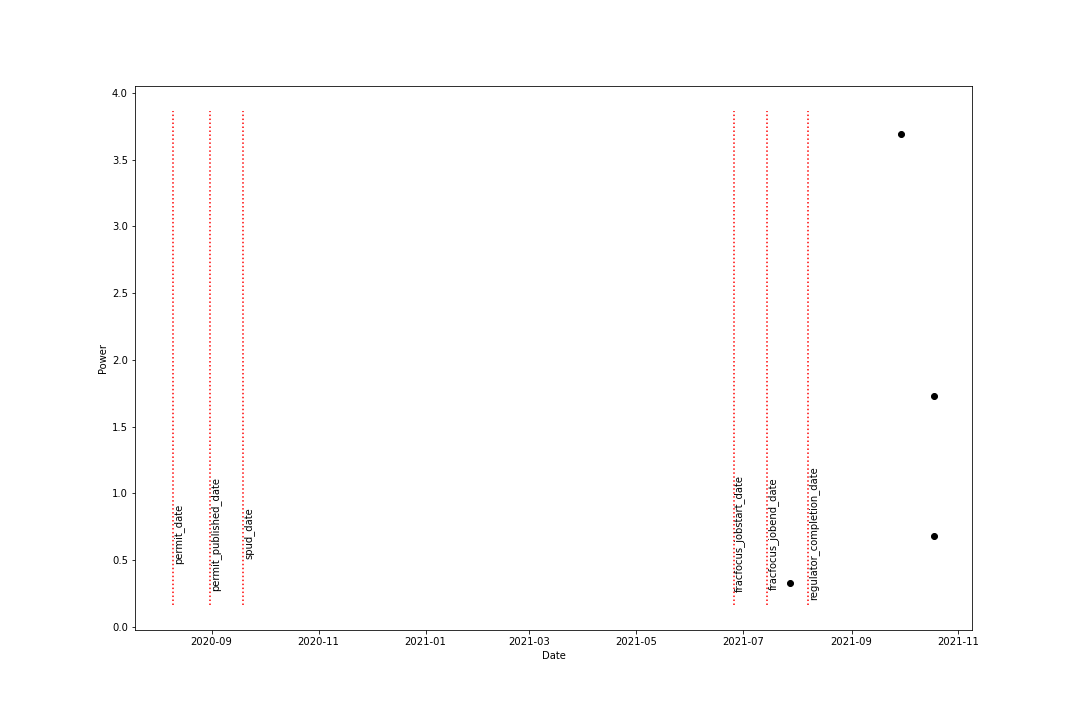 4.0
3.5
3.0
2.5
2.0
1.5
1.0
0.5
0.0
Power
permit_date
permit_published_date
spud_date
fracfocus_jobstart_date
fracfocus_jobend_date
regulator_completion_date
2020-09
2020-11
2021-01
2021-03
2021-05
2021-07
2021-09
2021-11
Date